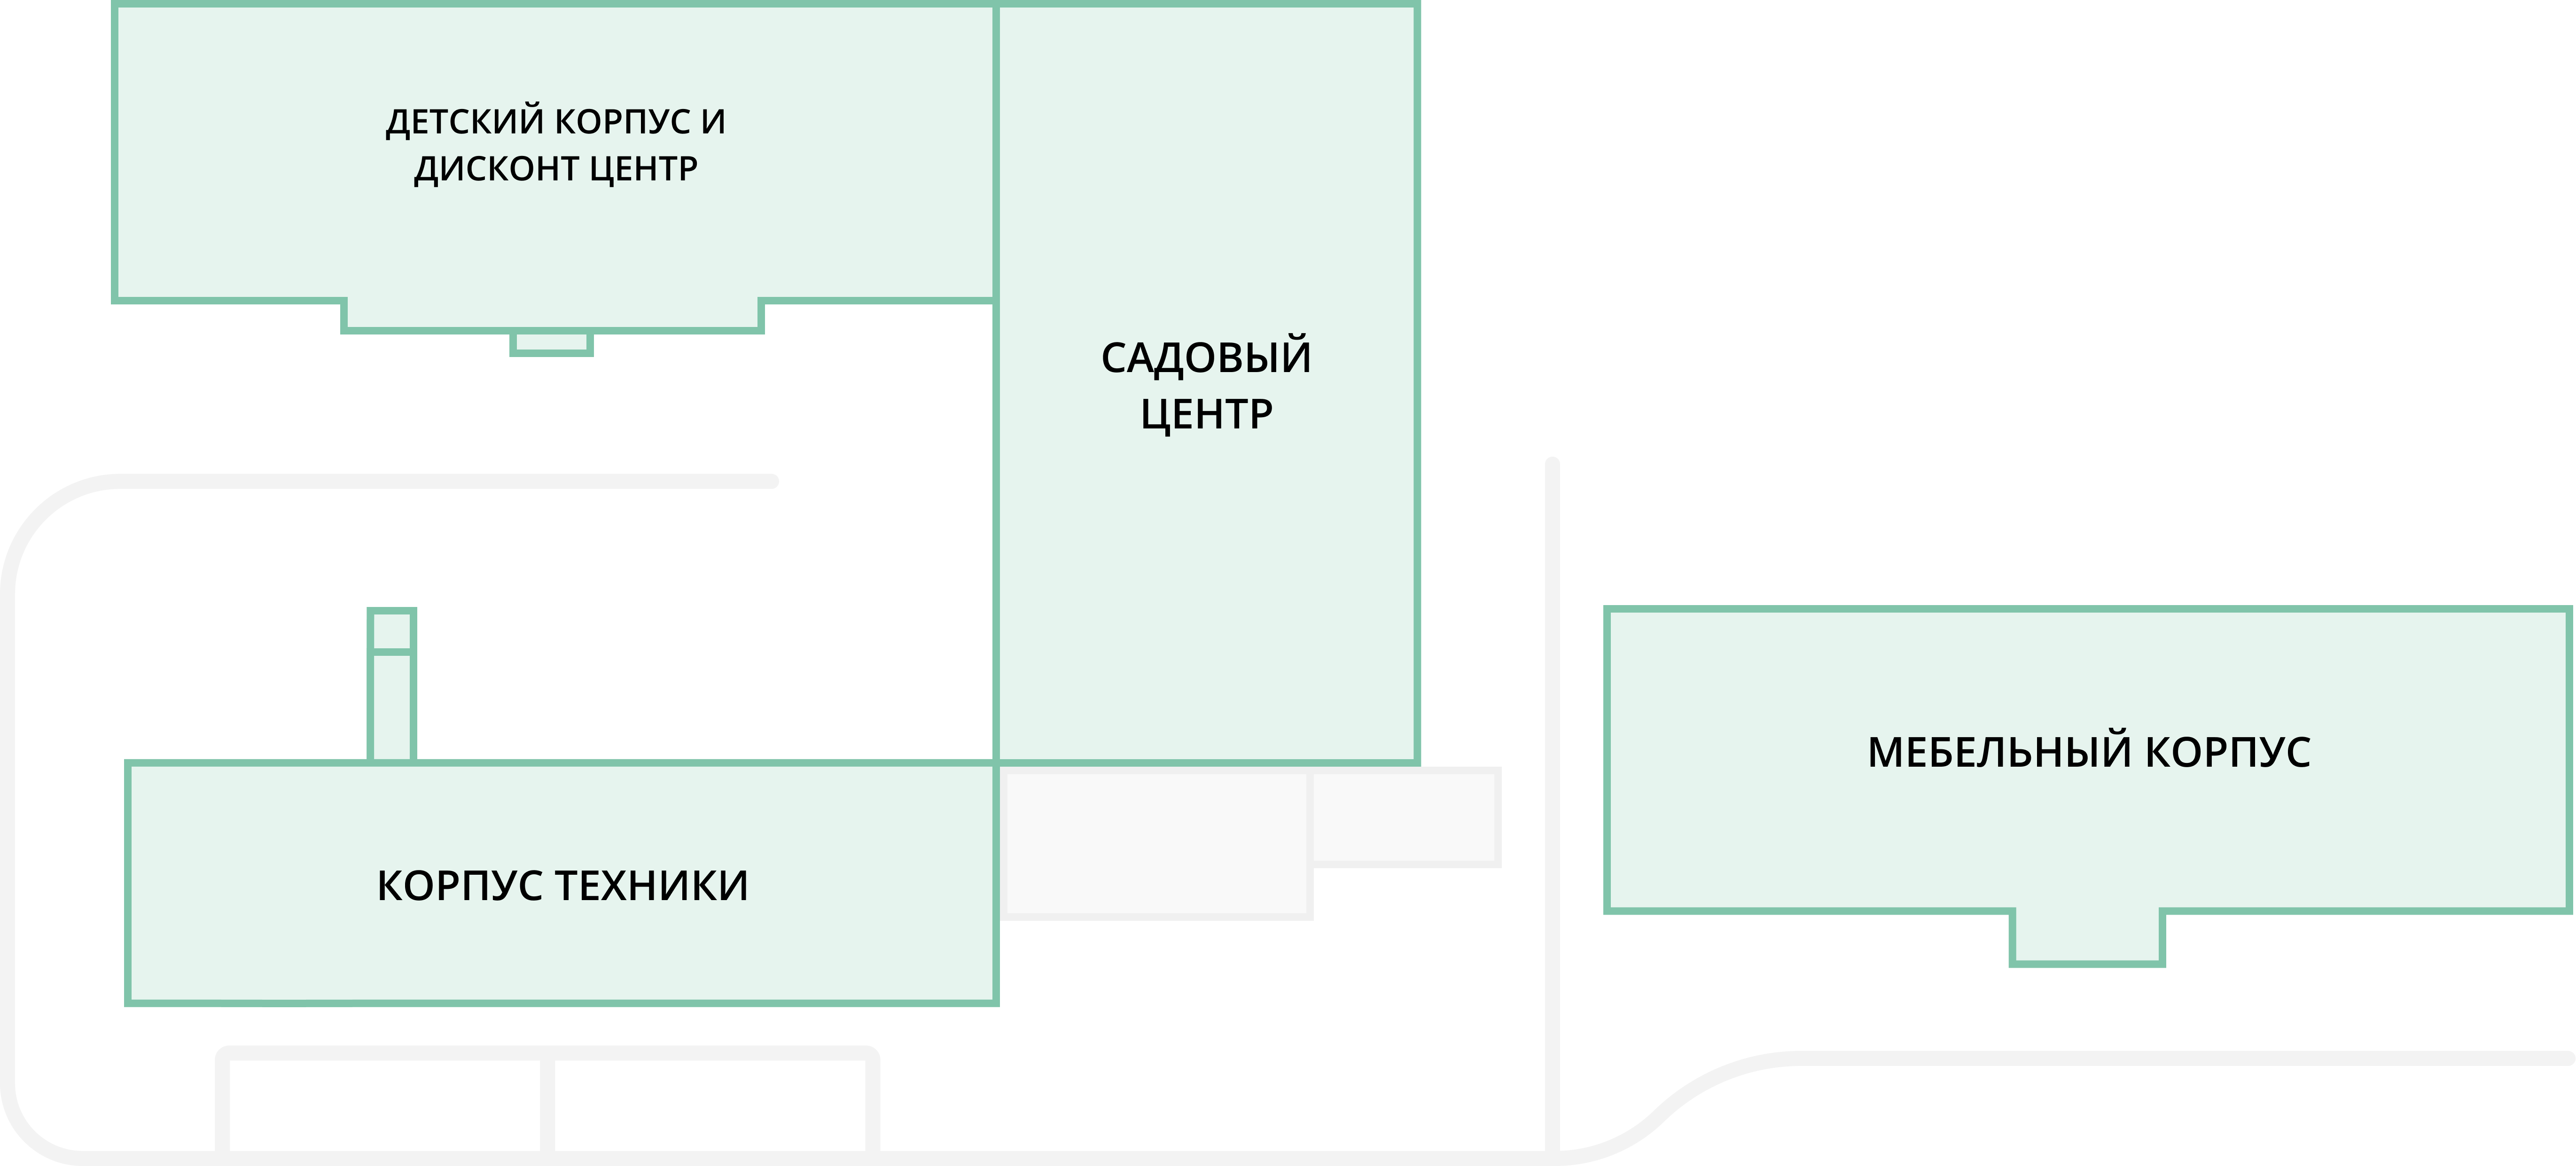 ДЕТСКИЙ КОРПУС И
ДИСКОНТ ЦЕНТР
САДОВЫЙ
ЦЕНТР
МЕБЕЛЬНЫЙ КОРПУС
КОРПУС ТЕХНИКИ